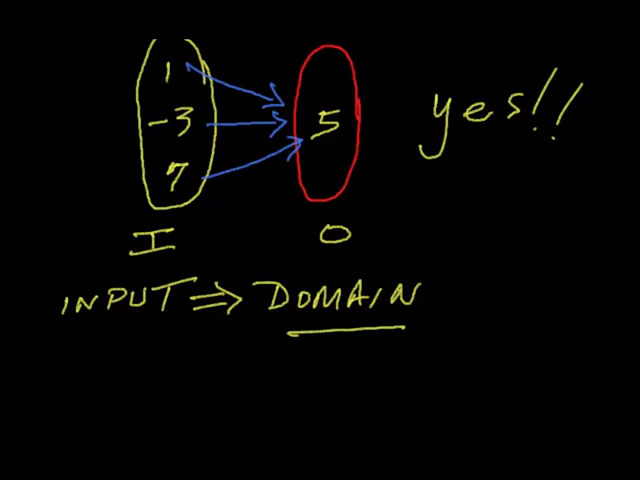 1
-3 5 yes!!
7
I O
INPUT ⇒ DOMAIN